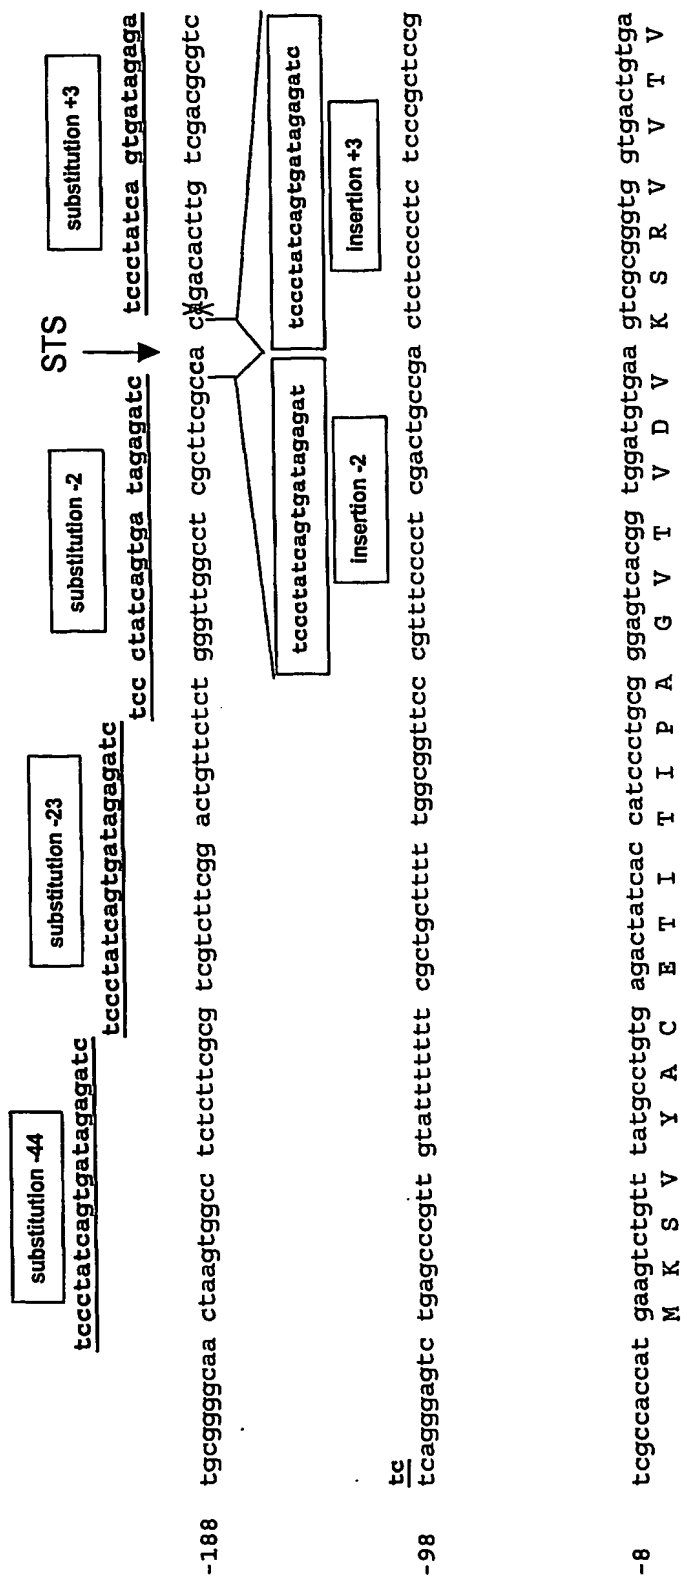 substitution -44
tccctatcagtgatagagatc
substitution -23
tccctatcagtgatagagatc
substitution -2
tcc ctatcagtga tagagatc
STS
substitution +3
tccctatca gtgatagaga
-188 tgcggggcaa ctaagtggcc tctcttcgcg tcgtcttcgg actgttctct gggttggcct cgcttcgcca cagacacttg tcgacgcgtc
tccctatcagtgatagagat
insertion -2
tccctatcagtgatagagatc
insertion +3
tc
-98 tcagggagtc tgagcccgtt gtattttttt cgctgctttt tggcggttcc cgtttcccct cgactgccga ctctcccctc tcccgctccg
-8 tcgccaccat gaagtctgtt tatgcctgtg agactatcac catccctgcg ggagtcacgg tggatgtgaa gtcgcgggtg gtgactgtga
M K S V Y A C E T I T I P A G V T V D V K S R V V T V